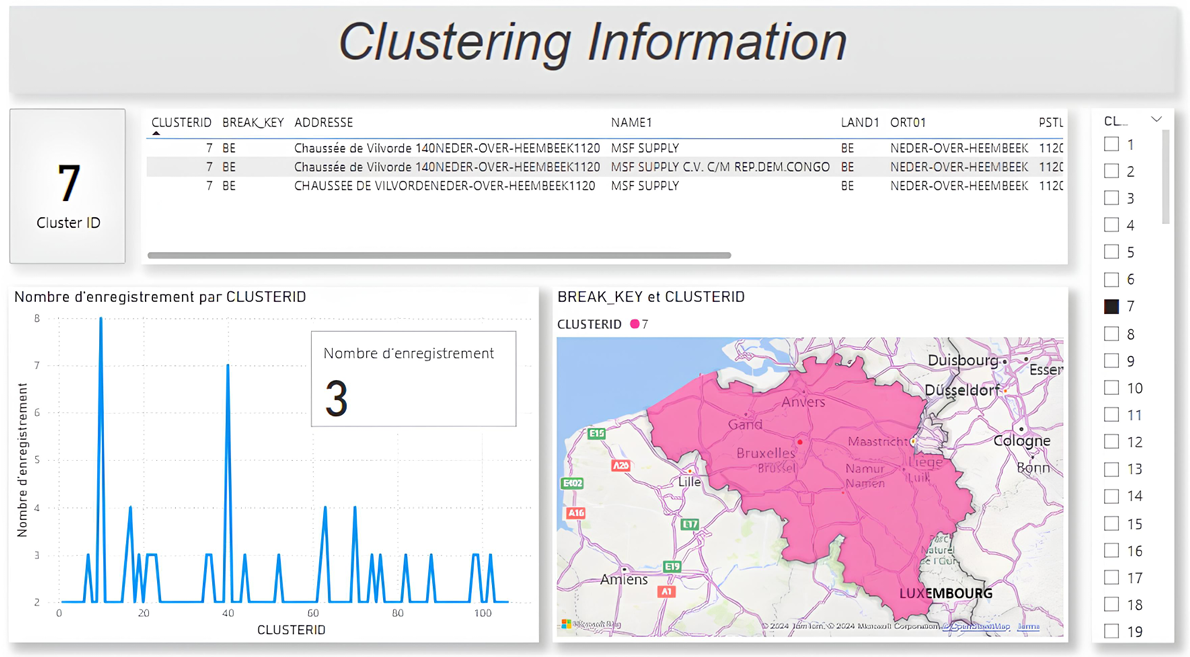 Clustering Information
7
Cluster ID
CLUSTERID BREAK_KEY ADDRESSE NAME1 LAND1 ORT01 PSTL
7 BE Chaussée de Vilvorde 140NEDER-OVER-HEEMBEEK1120 MSF SUPPLY BE NEDER-OVER-HEEMBEEK 1120
7 BE Chaussée de Vilvorde 140NEDER-OVER-HEEMBEEK1120 MSF SUPPLY C.V. C/M REP.DEM.CONGO BE NEDER-OVER-HEEMBEEK 1120
7 BE CHAUSSEE DE VILVORDENEDER-OVER-HEEMBEEK1120 MSF SUPPLY BE NEDER-OVER-HEEMBEEK 1120
CL...
1
2
3
4
5
6
7
8
9
10
11
12
13
14
15
16
17
18
19
Nombre d'enregistrement par CLUSTERID
Nombre d'enregistrement
8
7
6
5
4
3
2
0 20 40 60 80 100
CLUSTERID
Nombre d'enregistrement
3
BREAK_KEY et CLUSTERID
CLUSTERID 7
Duisbourg
Essen
Düsseldorf
Anvers
Gand
E15
Maastricht
Cologne
Bruxelles
Brussel
A26
Liège
Luik
Bonn
Namur
Namen
Lille
E402
A16
E17
Parc
Naturel
de l'Our
E19
Amiens
A1
LUXEMBOURG
Microsoft Bing
© 2024 TomTom, © 2024 Microsoft Corporation, © OpenStreetMap Terms